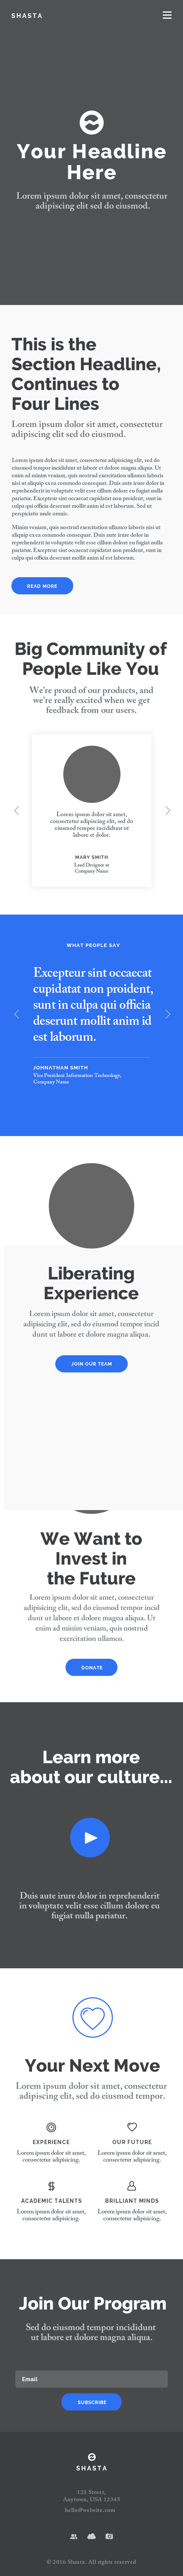 SHASTA
Your Headline
Here
Lorem ipsum dolor sit amet, consectetur
adipiscing elit sed do eiusmod.
This is the
Section Headline,
Continues to
Four Lines
Lorem ipsum dolor sit amet, consectetur
adipiscing elit sed do eiusmod.
Lorem ipsum dolor sit amet, consectetur adipisicing elit, sed do
eiusmod tempor incididunt ut labore et dolore magna aliqua. Ut
enim ad minim veniam, quis nostrud exercitation ullamco laboris
nisi ut aliquip ex ea commodo consequat. Duis aute irure dolor in
reprehenderit in voluptate velit esse cillum dolore eu fugiat nulla
pariatur. Excepteur sint occaecat cupidatat non proident, sunt in
culpa qui officia deserunt mollit anim id est laborum. Sed ut
perspiciatis unde omnis.
Minim veniam, quis nostrud exercitation ullamco laboris nisi ut
aliquip ex ea commodo consequat. Duis aute irure dolor in
reprehenderit in voluptate velit esse cillum dolore eu fugiat nulla
pariatur. Excepteur sint occaecat cupidatat non proident, sunt in
culpa qui officia deserunt mollit anim id est laborum.
READ MORE
Big Community of
People Like You
We're proud of our products, and
we're really excited when we get
feedback from our users.
Lorem ipsum dolor sit amet,
consectetur adipisicing elit, sed do
eiusmod tempor incididunt ut
labore et dolor.
MARY SMITH
Lead Designer at
Company Name
WHAT PEOPLE SAY
Excepteur sint occaecat
cupidatat non proident,
sunt in culpa qui officia
deserunt mollit anim id
est laborum.
JOHNATHAN SMITH
Vice President Information Technology,
Company Name
Liberating
Experience
Lorem ipsum dolor sit amet, consectetur
adipisicing elit, sed do eiusmod tempor incid
dunt ut labore et dolore magna aliqua.
JOIN OUR TEAM
We Want to
Invest in
the Future
Lorem ipsum dolor sit amet, consectetur
adipisicing elit, sed do eiusmod tempor incid
dunt ut labore et dolore magna aliqua. Ut
enim ad minim veniam, quis nostrud
exercitation ullamco.
DONATE
Learn more
about our culture...
Duis aute irure dolor in reprehenderit
in voluptate velit esse cillum dolore eu
fugiat nulla pariatur.
Your Next Move
Lorem ipsum dolor sit amet, consectetur
adipiscing elit, sed do eiusmod tempor.
EXPERIENCE
Lorem ipsum dolor sit amet,
consectetur adipisicing.
OUR FUTURE
Lorem ipsum dolor sit amet,
consectetur adipisicing.
ACADEMIC TALENTS
Lorem ipsum dolor sit amet,
consectetur adipisicing.
BRILLIANT MINDS
Lorem ipsum dolor sit amet,
consectetur adipisicing.
Join Our Program
Sed do eiusmod tempor incididunt
ut labore et dolore magna aliqua.
Email
SUBSCRIBE
SHASTA
123 Street,
Anytown, USA 12345
hello@website.com
© 2016 Shasta. All rights reserved